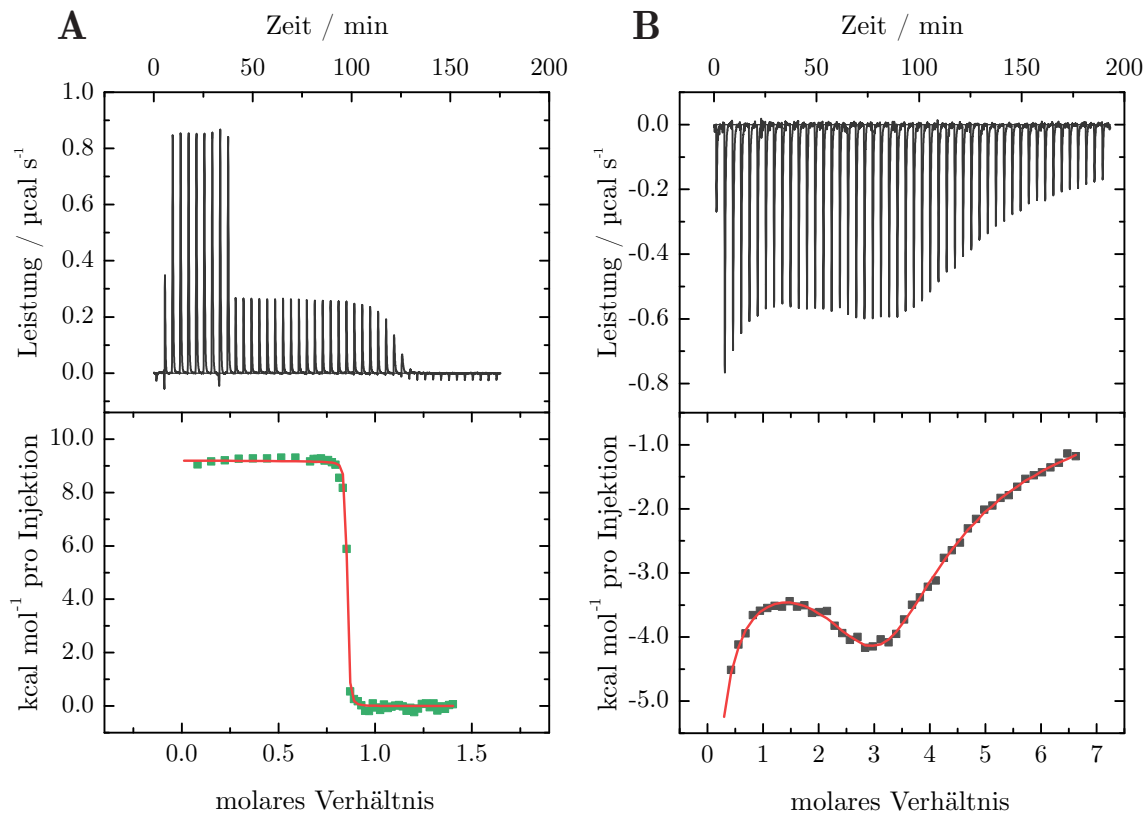 A
Zeit / min
0 50 100 150 200
1.0
0.8
0.6
0.4
0.2
0.0
Leistung / µcal s⁻¹
10.0
8.0
6.0
4.0
2.0
0.0
kcal mol⁻¹ pro Injektion
0.0 0.5 1.0 1.5
molares Verhältnis
B
Zeit / min
0 50 100 150 200
0.0
-0.2
-0.4
-0.6
-0.8
Leistung / µcal s⁻¹
-1.0
-2.0
-3.0
-4.0
-5.0
kcal mol⁻¹ pro Injektion
0 1 2 3 4 5 6 7
molares Verhältnis